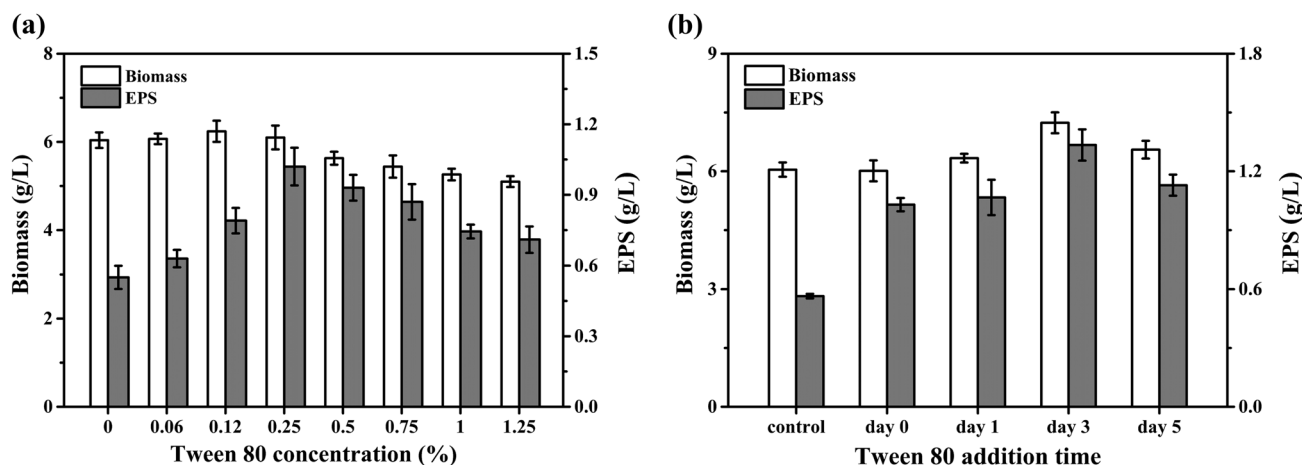 (a)
8
6
4
2
0
Biomass (g/L)
Biomass
EPS
1.5
1.2
0.9
0.6
0.3
0.0
EPS (g/L)
0 0.06 0.12 0.25 0.5 0.75 1 1.25
Tween 80 concentration (%)
(b)
9
6
3
0
Biomass (g/L)
Biomass
EPS
1.8
1.2
0.6
0.0
EPS (g/L)
control day 0 day 1 day 3 day 5
Tween 80 addition time